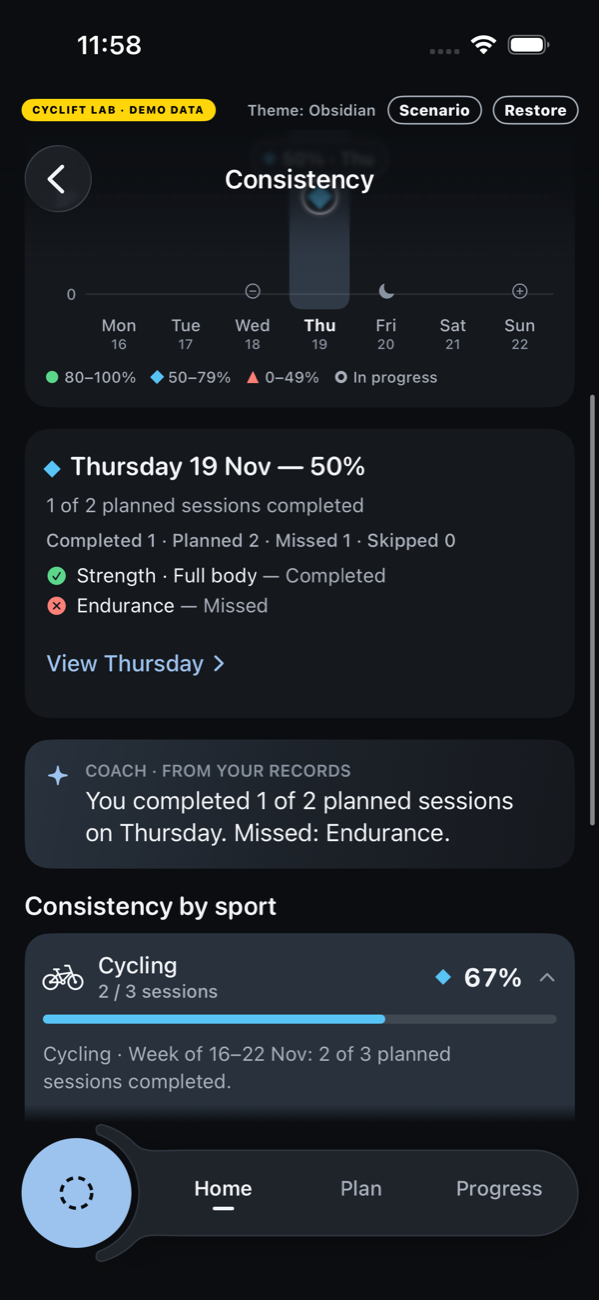 11:58
CYCLIFT LAB · DEMO DATA
Theme: Obsidian
Scenario
Restore
50% · Thu
Consistency
0
Mon Tue Wed Thu Fri Sat Sun
16 17 18 19 20 21 22
80–100% 50–79% 0–49% In progress
Thursday 19 Nov — 50%
1 of 2 planned sessions completed
Completed 1 · Planned 2 · Missed 1 · Skipped 0
Strength · Full body — Completed
Endurance — Missed
View Thursday
COACH · FROM YOUR RECORDS
You completed 1 of 2 planned sessions
on Thursday. Missed: Endurance.
Consistency by sport
Cycling
2 / 3 sessions
67%
Cycling · Week of 16–22 Nov: 2 of 3 planned
sessions completed.
Home Plan Progress